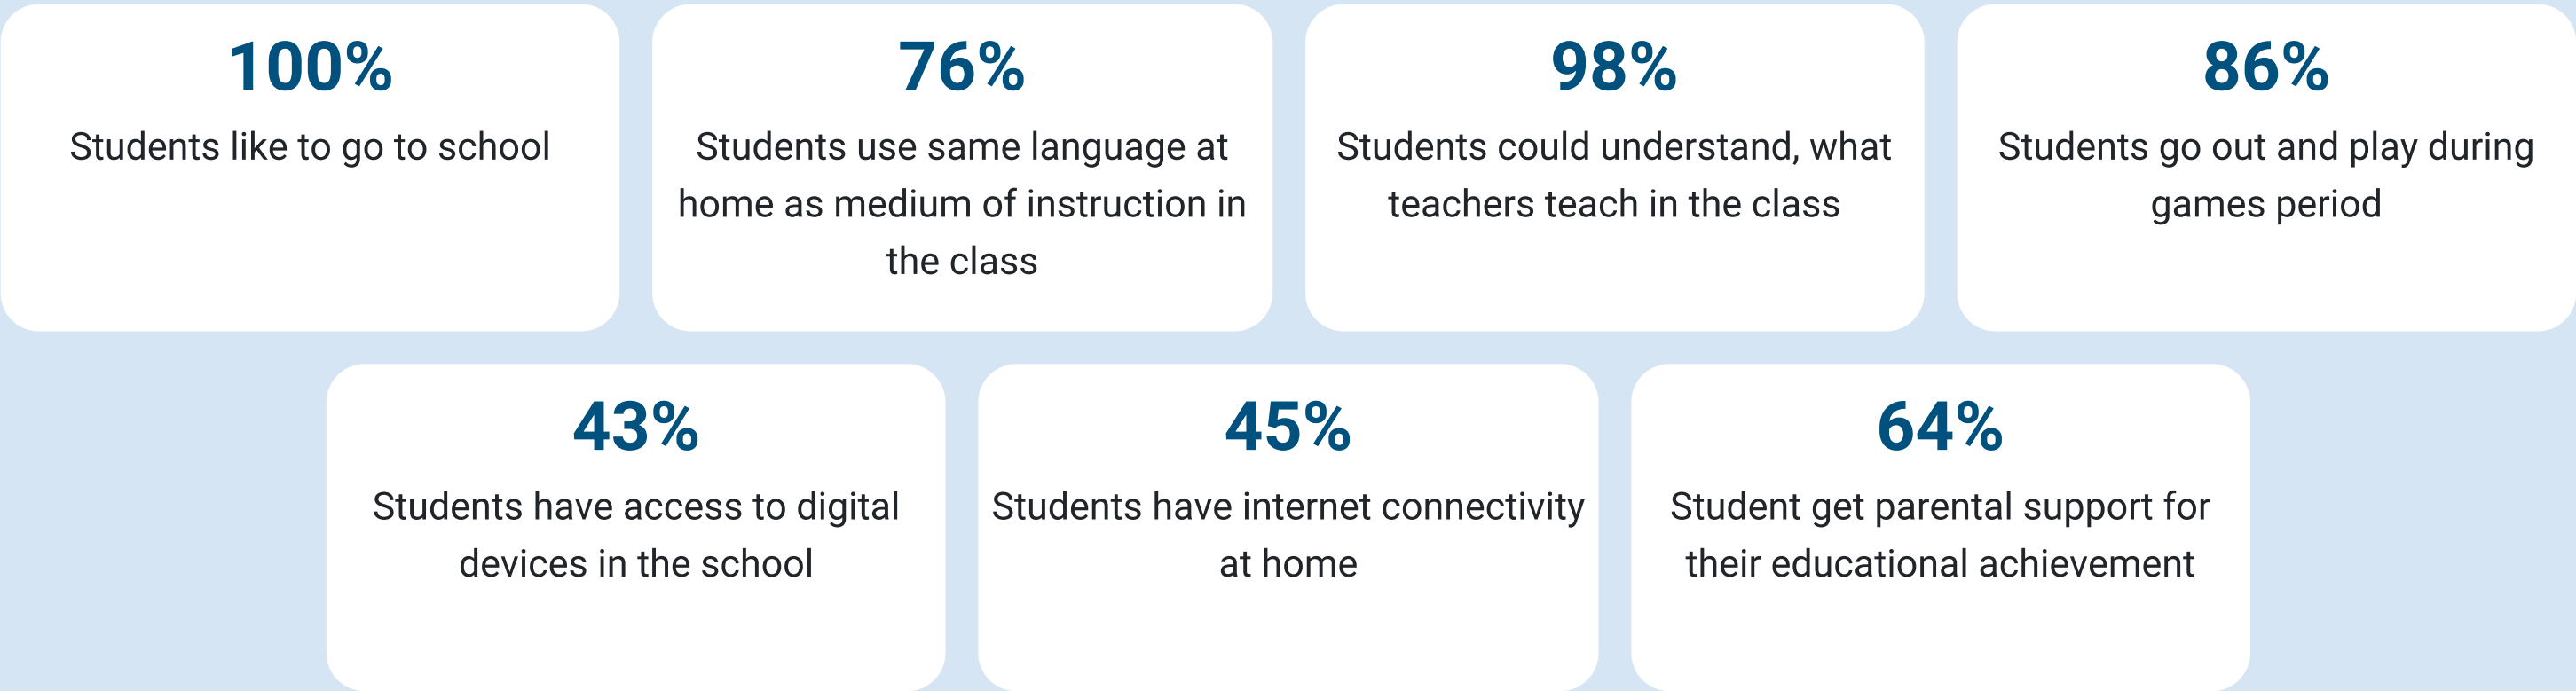 100%
Students like to go to school
76%
Students use same language at
home as medium of instruction in
the class
98%
Students could understand, what
teachers teach in the class
86%
Students go out and play during
games period
43%
Students have access to digital
devices in the school
45%
Students have internet connectivity
at home
64%
Student get parental support for
their educational achievement